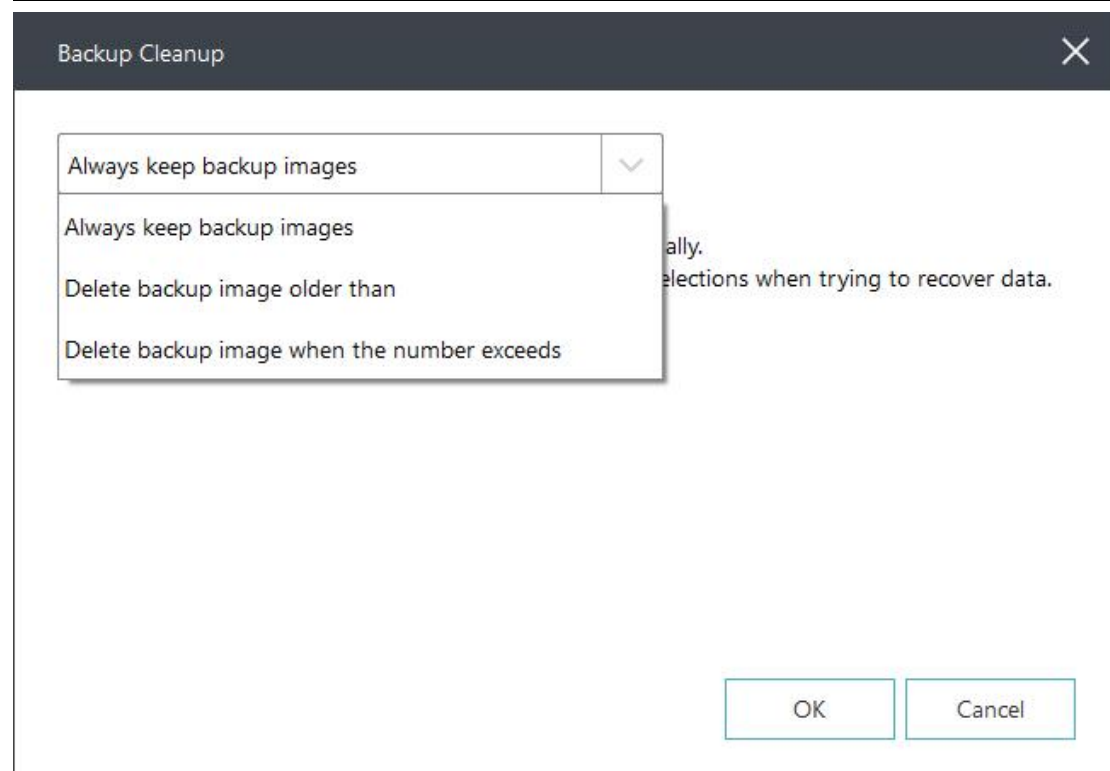 Backup Cleanup
Always keep backup images
Always keep backup images
ally.
Delete backup image older than
elections when trying to recover data.
Delete backup image when the number exceeds
OK
Cancel